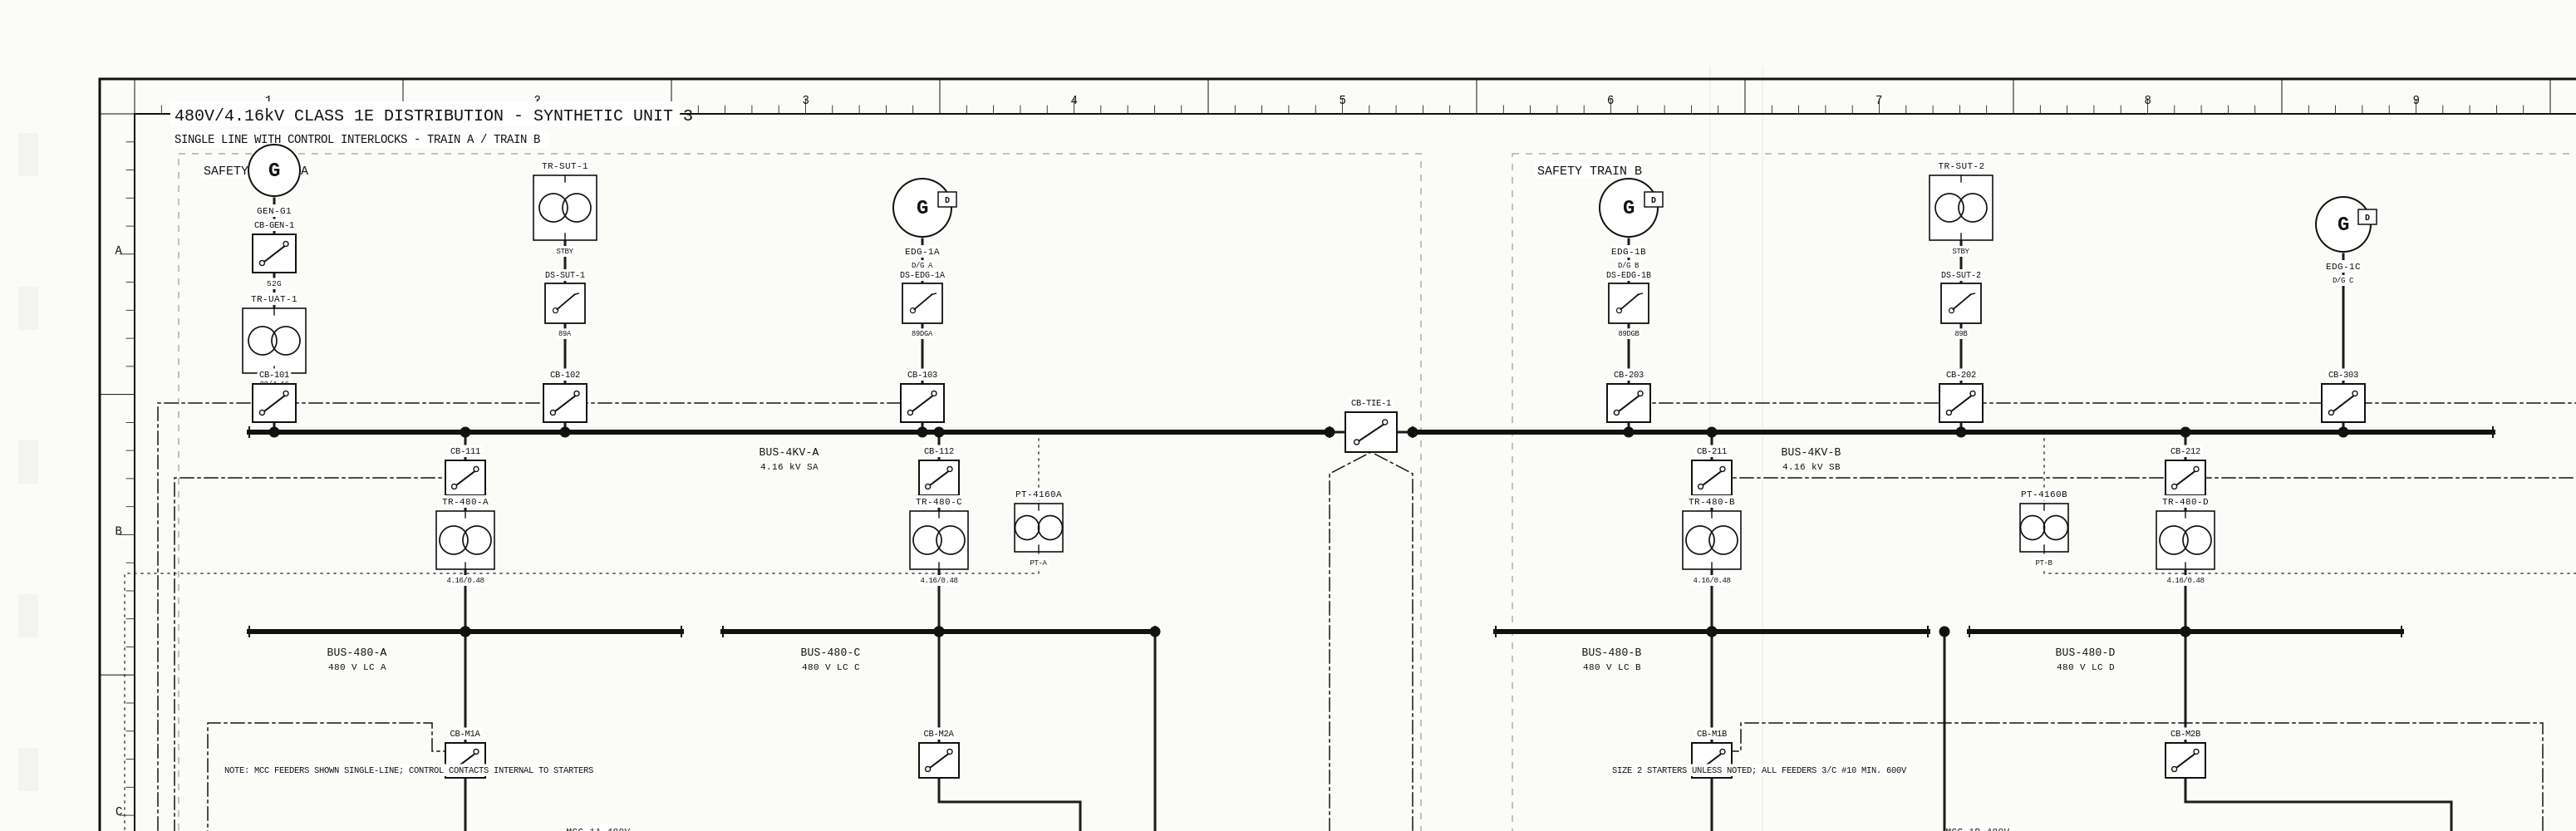 1 2 3 4 5 6 7 8 9
480V/4.16kV CLASS 1E DISTRIBUTION - SYNTHETIC UNIT 3
SINGLE LINE WITH CONTROL INTERLOCKS - TRAIN A / TRAIN B
SAFETY A
G
GEN-G1
CB-GEN-1
52G
TR-UAT-1
CB-101
TR-SUT-1
STBY
DS-SUT-1
89A
CB-102
G
D
EDG-1A
D/G A
DS-EDG-1A
89DGA
CB-103
CB-TIE-1
SAFETY TRAIN B
G
D
EDG-1B
D/G B
DS-EDG-1B
89DGB
CB-203
TR-SUT-2
STBY
DS-SUT-2
89B
CB-202
G
D
EDG-1C
D/G C
CB-303
A
B
C
CB-111
TR-480-A
4.16/0.48
BUS-4KV-A
4.16 kV SA
CB-112
TR-480-C
4.16/0.48
PT-4160A
PT-A
CB-211
TR-480-B
4.16/0.48
BUS-4KV-B
4.16 kV SB
PT-4160B
PT-B
CB-212
TR-480-D
4.16/0.48
BUS-480-A
480 V LC A
BUS-480-C
480 V LC C
BUS-480-B
480 V LC B
BUS-480-D
480 V LC D
CB-M1A
CB-M2A
CB-M1B
CB-M2B
NOTE: MCC FEEDERS SHOWN SINGLE-LINE; CONTROL CONTACTS INTERNAL TO STARTERS
SIZE 2 STARTERS UNLESS NOTED; ALL FEEDERS 3/C #10 MIN. 600V
MCC-1A 480V
MCC-1B 480V